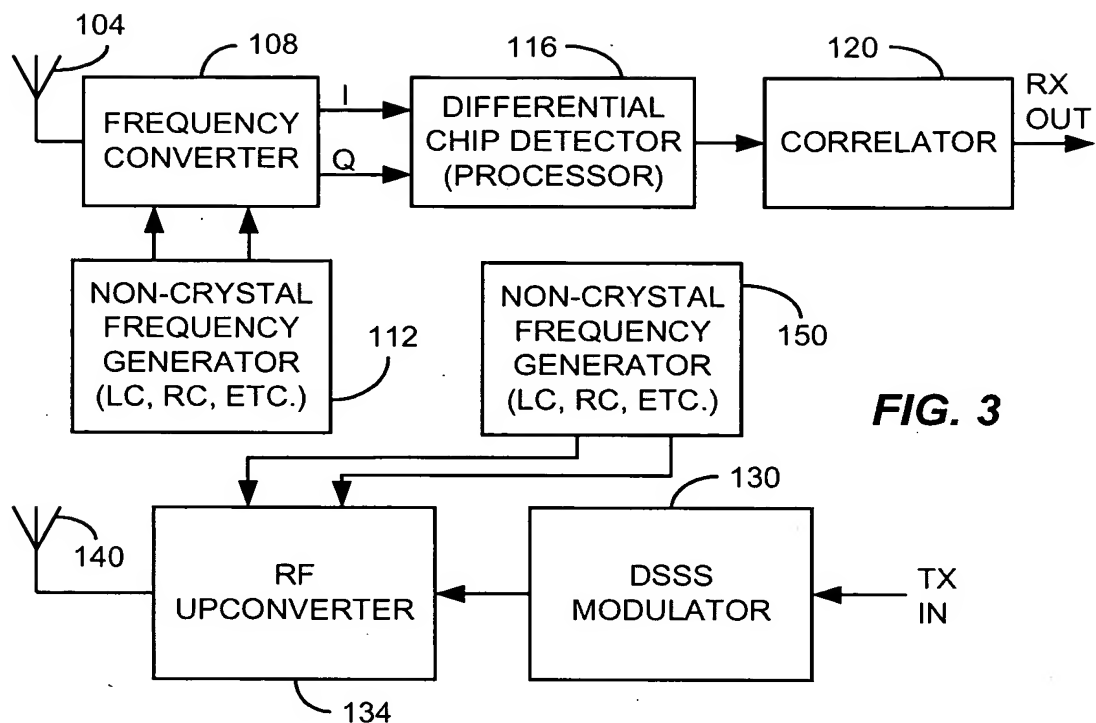 104
108
116
120
FREQUENCY
CONVERTER
I
Q
DIFFERENTIAL
CHIP DETECTOR
(PROCESSOR)
CORRELATOR
RX
OUT
NON-CRYSTAL
FREQUENCY
GENERATOR
(LC, RC, ETC.)
112
NON-CRYSTAL
FREQUENCY
GENERATOR
(LC, RC, ETC.)
150
FIG. 3
140
RF
UPCONVERTER
134
130
DSSS
MODULATOR
TX
IN